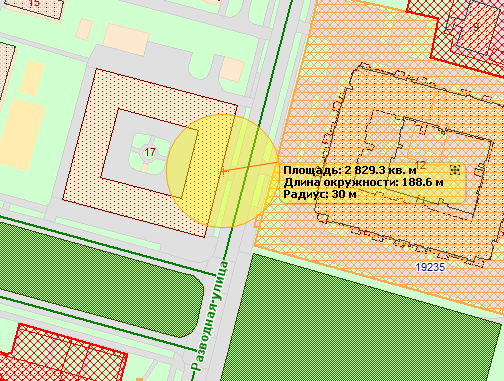 15
17
12
Площадь: 2 829.3 кв. м
Длина окружности: 188.6 м
Радиус: 30 м
19235
Разводная улица